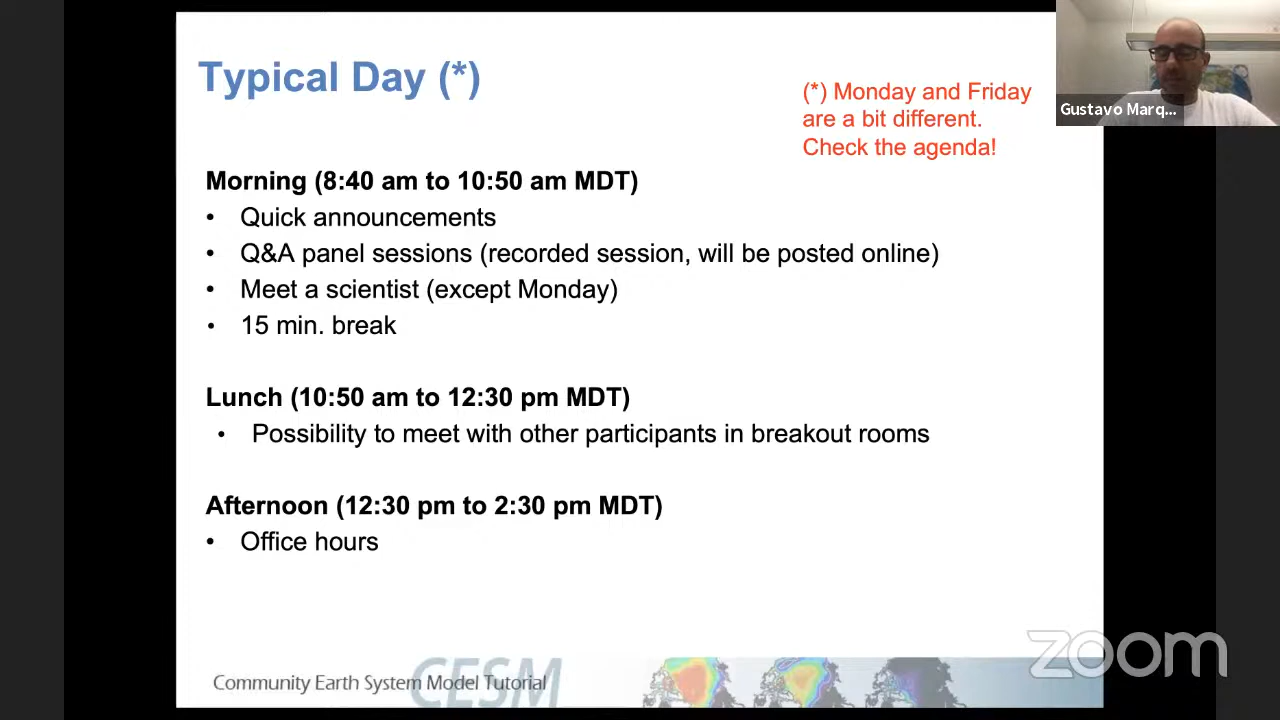 Typical Day (*)
(*) Monday and Friday
are a bit different.
Check the agenda!
Gustavo Marq...
Morning (8:40 am to 10:50 am MDT)
• Quick announcements
• Q&A panel sessions (recorded session, will be posted online)
• Meet a scientist (except Monday)
• 15 min. break
Lunch (10:50 am to 12:30 pm MDT)
• Possibility to meet with other participants in breakout rooms
Afternoon (12:30 pm to 2:30 pm MDT)
• Office hours
CESM
Community Earth System Model Tutorial
zoom